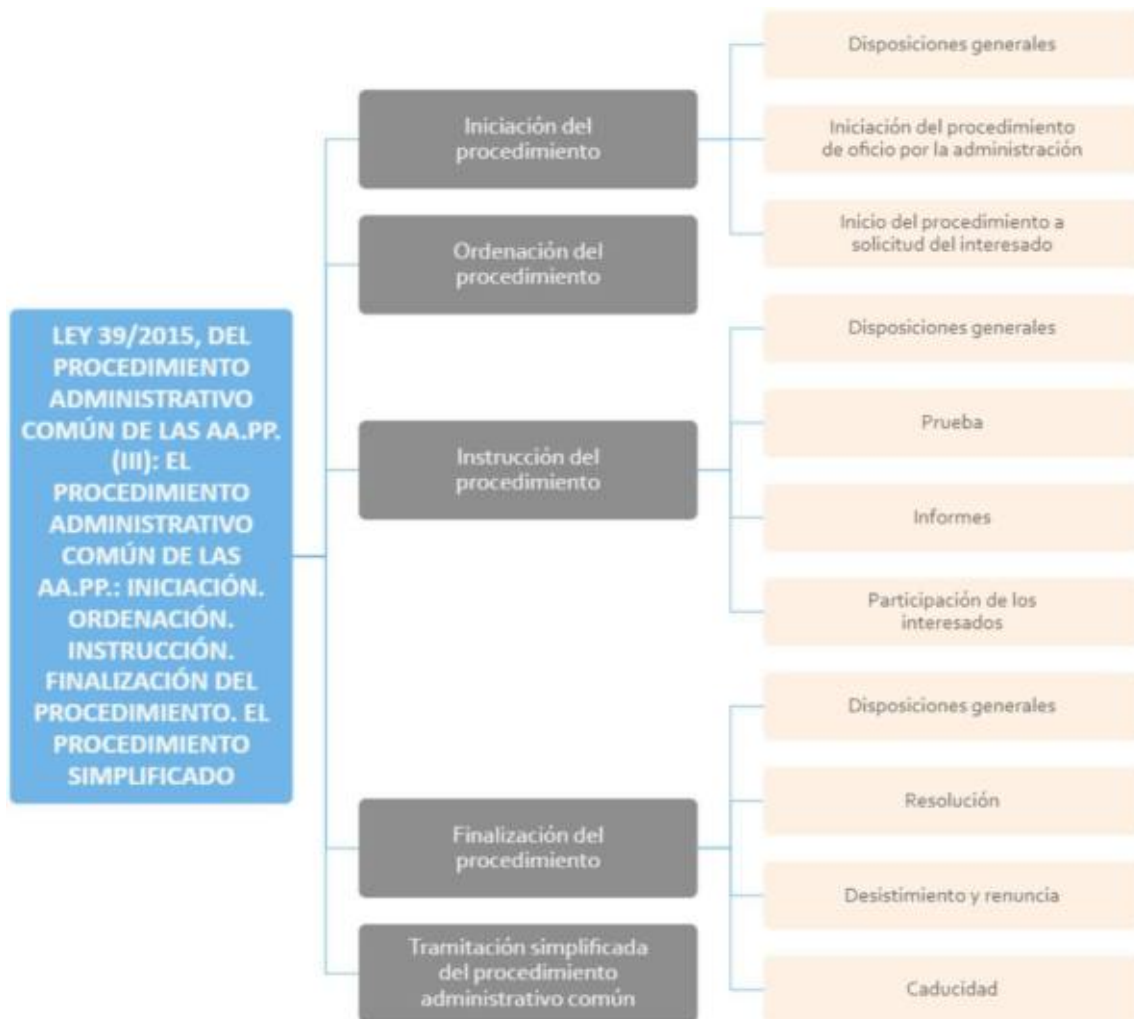 LEY 39/2015, DEL
PROCEDIMIENTO
ADMINISTRATIVO
COMÚN DE LAS AA.PP.
(III): EL
PROCEDIMIENTO
ADMINISTRATIVO
COMÚN DE LAS
AA.PP.: INICIACIÓN.
ORDENACIÓN.
INSTRUCCIÓN.
FINALIZACIÓN DEL
PROCEDIMIENTO. EL
PROCEDIMIENTO
SIMPLIFICADO
Iniciación del
procedimiento
Disposiciones generales
Iniciación del procedimiento
de oficio por la administración
Inicio del procedimiento a
solicitud del interesado
Ordenación del
procedimiento
Instrucción del
procedimiento
Disposiciones generales
Prueba
Informes
Participación de los
interesados
Finalización del
procedimiento
Disposiciones generales
Resolución
Desistimiento y renuncia
Caducidad
Tramitación simplificada
del procedimiento
administrativo común